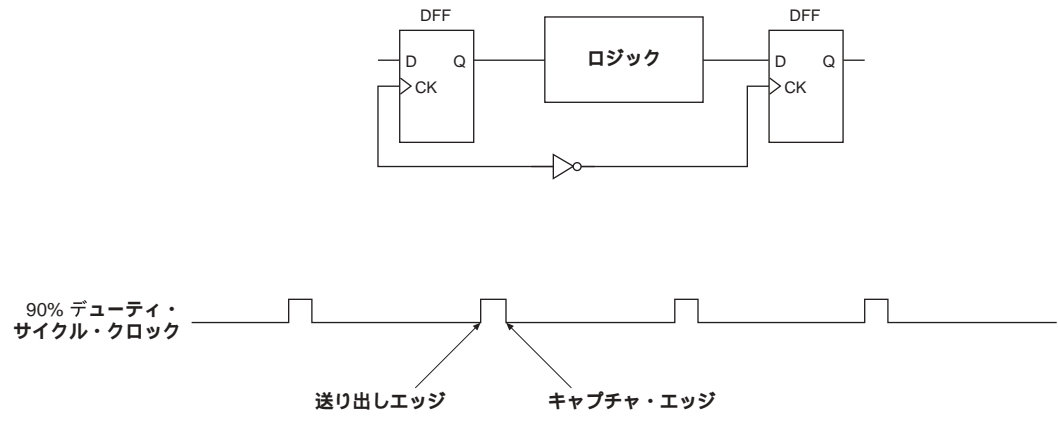 DFF
DFF
D
Q
ロジック
D
Q
CK
CK
90% デューティ・
サイクル・クロック
送り出しエッジ
キャプチャ・エッジ